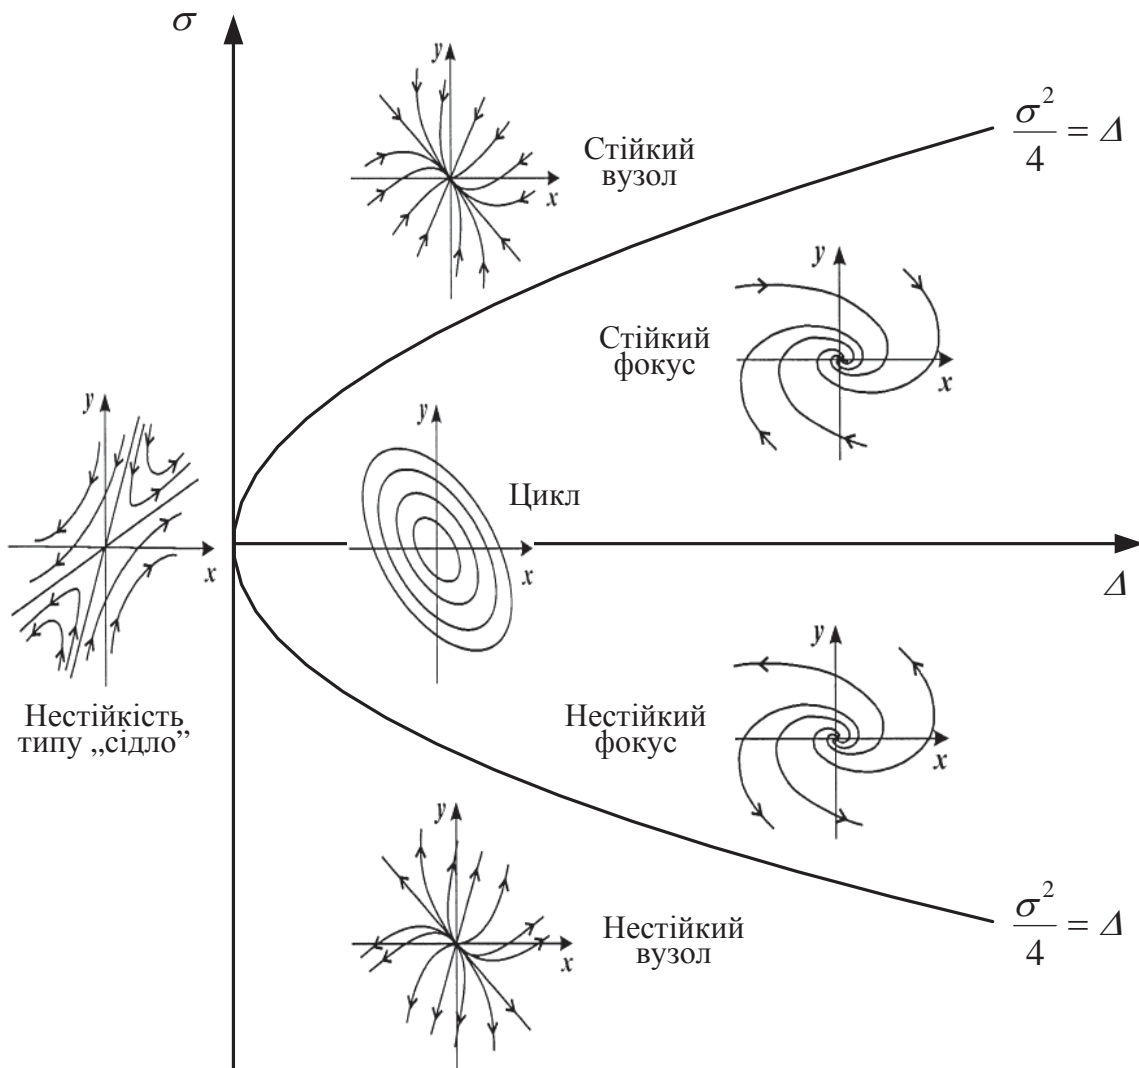 σ
y
x
Стійкий
вузол
σ²/4 = Δ
y
x
Стійкий
фокус
y
x
Нестійкість
типу „сідло”
y
x
Цикл
Δ
y
x
Нестійкий
фокус
y
x
Нестійкий
вузол
σ²/4 = Δ